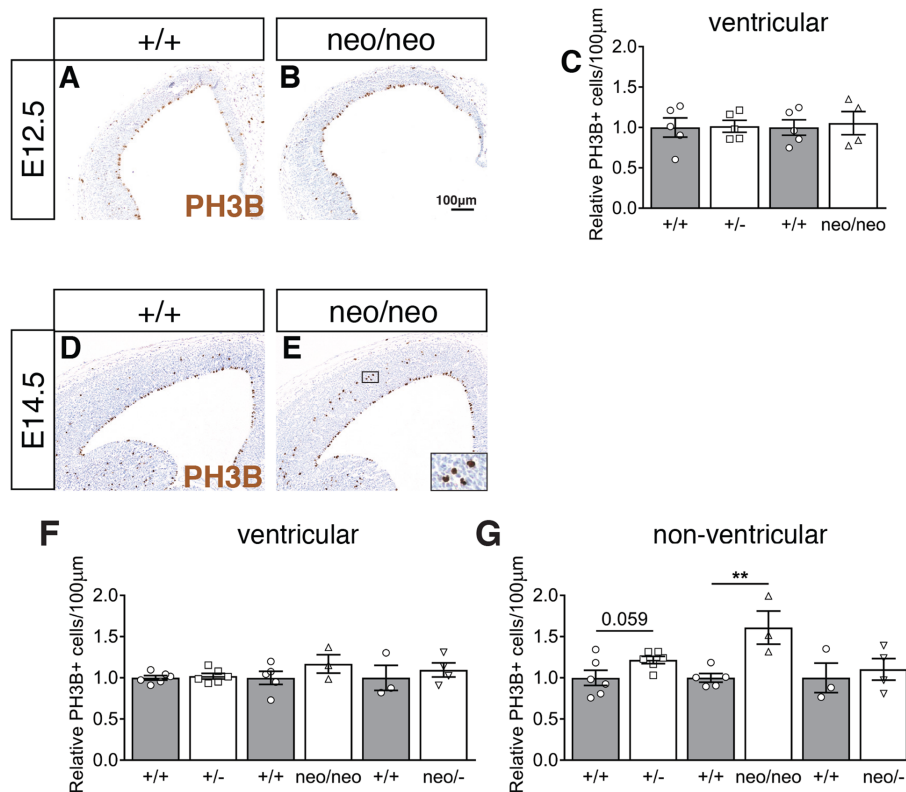 +/+ neo/neo
E12.5
A B
PH3B
100μm
C
ventricular
Relative PH3B+ cells/100μm
2.0
1.5
1.0
0.5
0.0
+/+ +/- +/+ neo/neo
+/+ neo/neo
E14.5
D E
PH3B
F
ventricular
Relative PH3B+ cells/100μm
2.0
1.5
1.0
0.5
0.0
+/+ +/- +/+ neo/neo +/+ neo/-
G
non-ventricular
Relative PH3B+ cells/100μm
2.0
1.5
1.0
0.5
0.0
0.059
**
+/+ +/- +/+ neo/neo +/+ neo/-